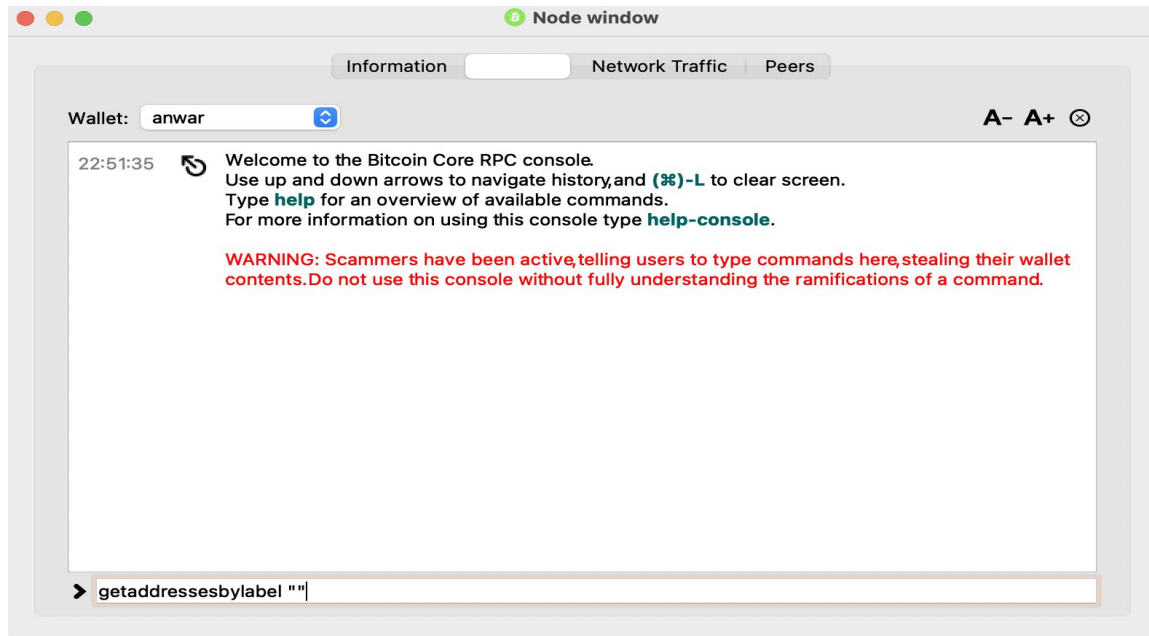 Node window
Information Network Traffic Peers
Wallet: anwar A- A+
22:51:35 Welcome to the Bitcoin Core RPC console.
Use up and down arrows to navigate history,and (⌘)-L to clear screen.
Type help for an overview of available commands.
For more information on using this console type help-console.
WARNING: Scammers have been active,telling users to type commands here,stealing their wallet
contents.Do not use this console without fully understanding the ramifications of a command.
getaddressesbylabel ""